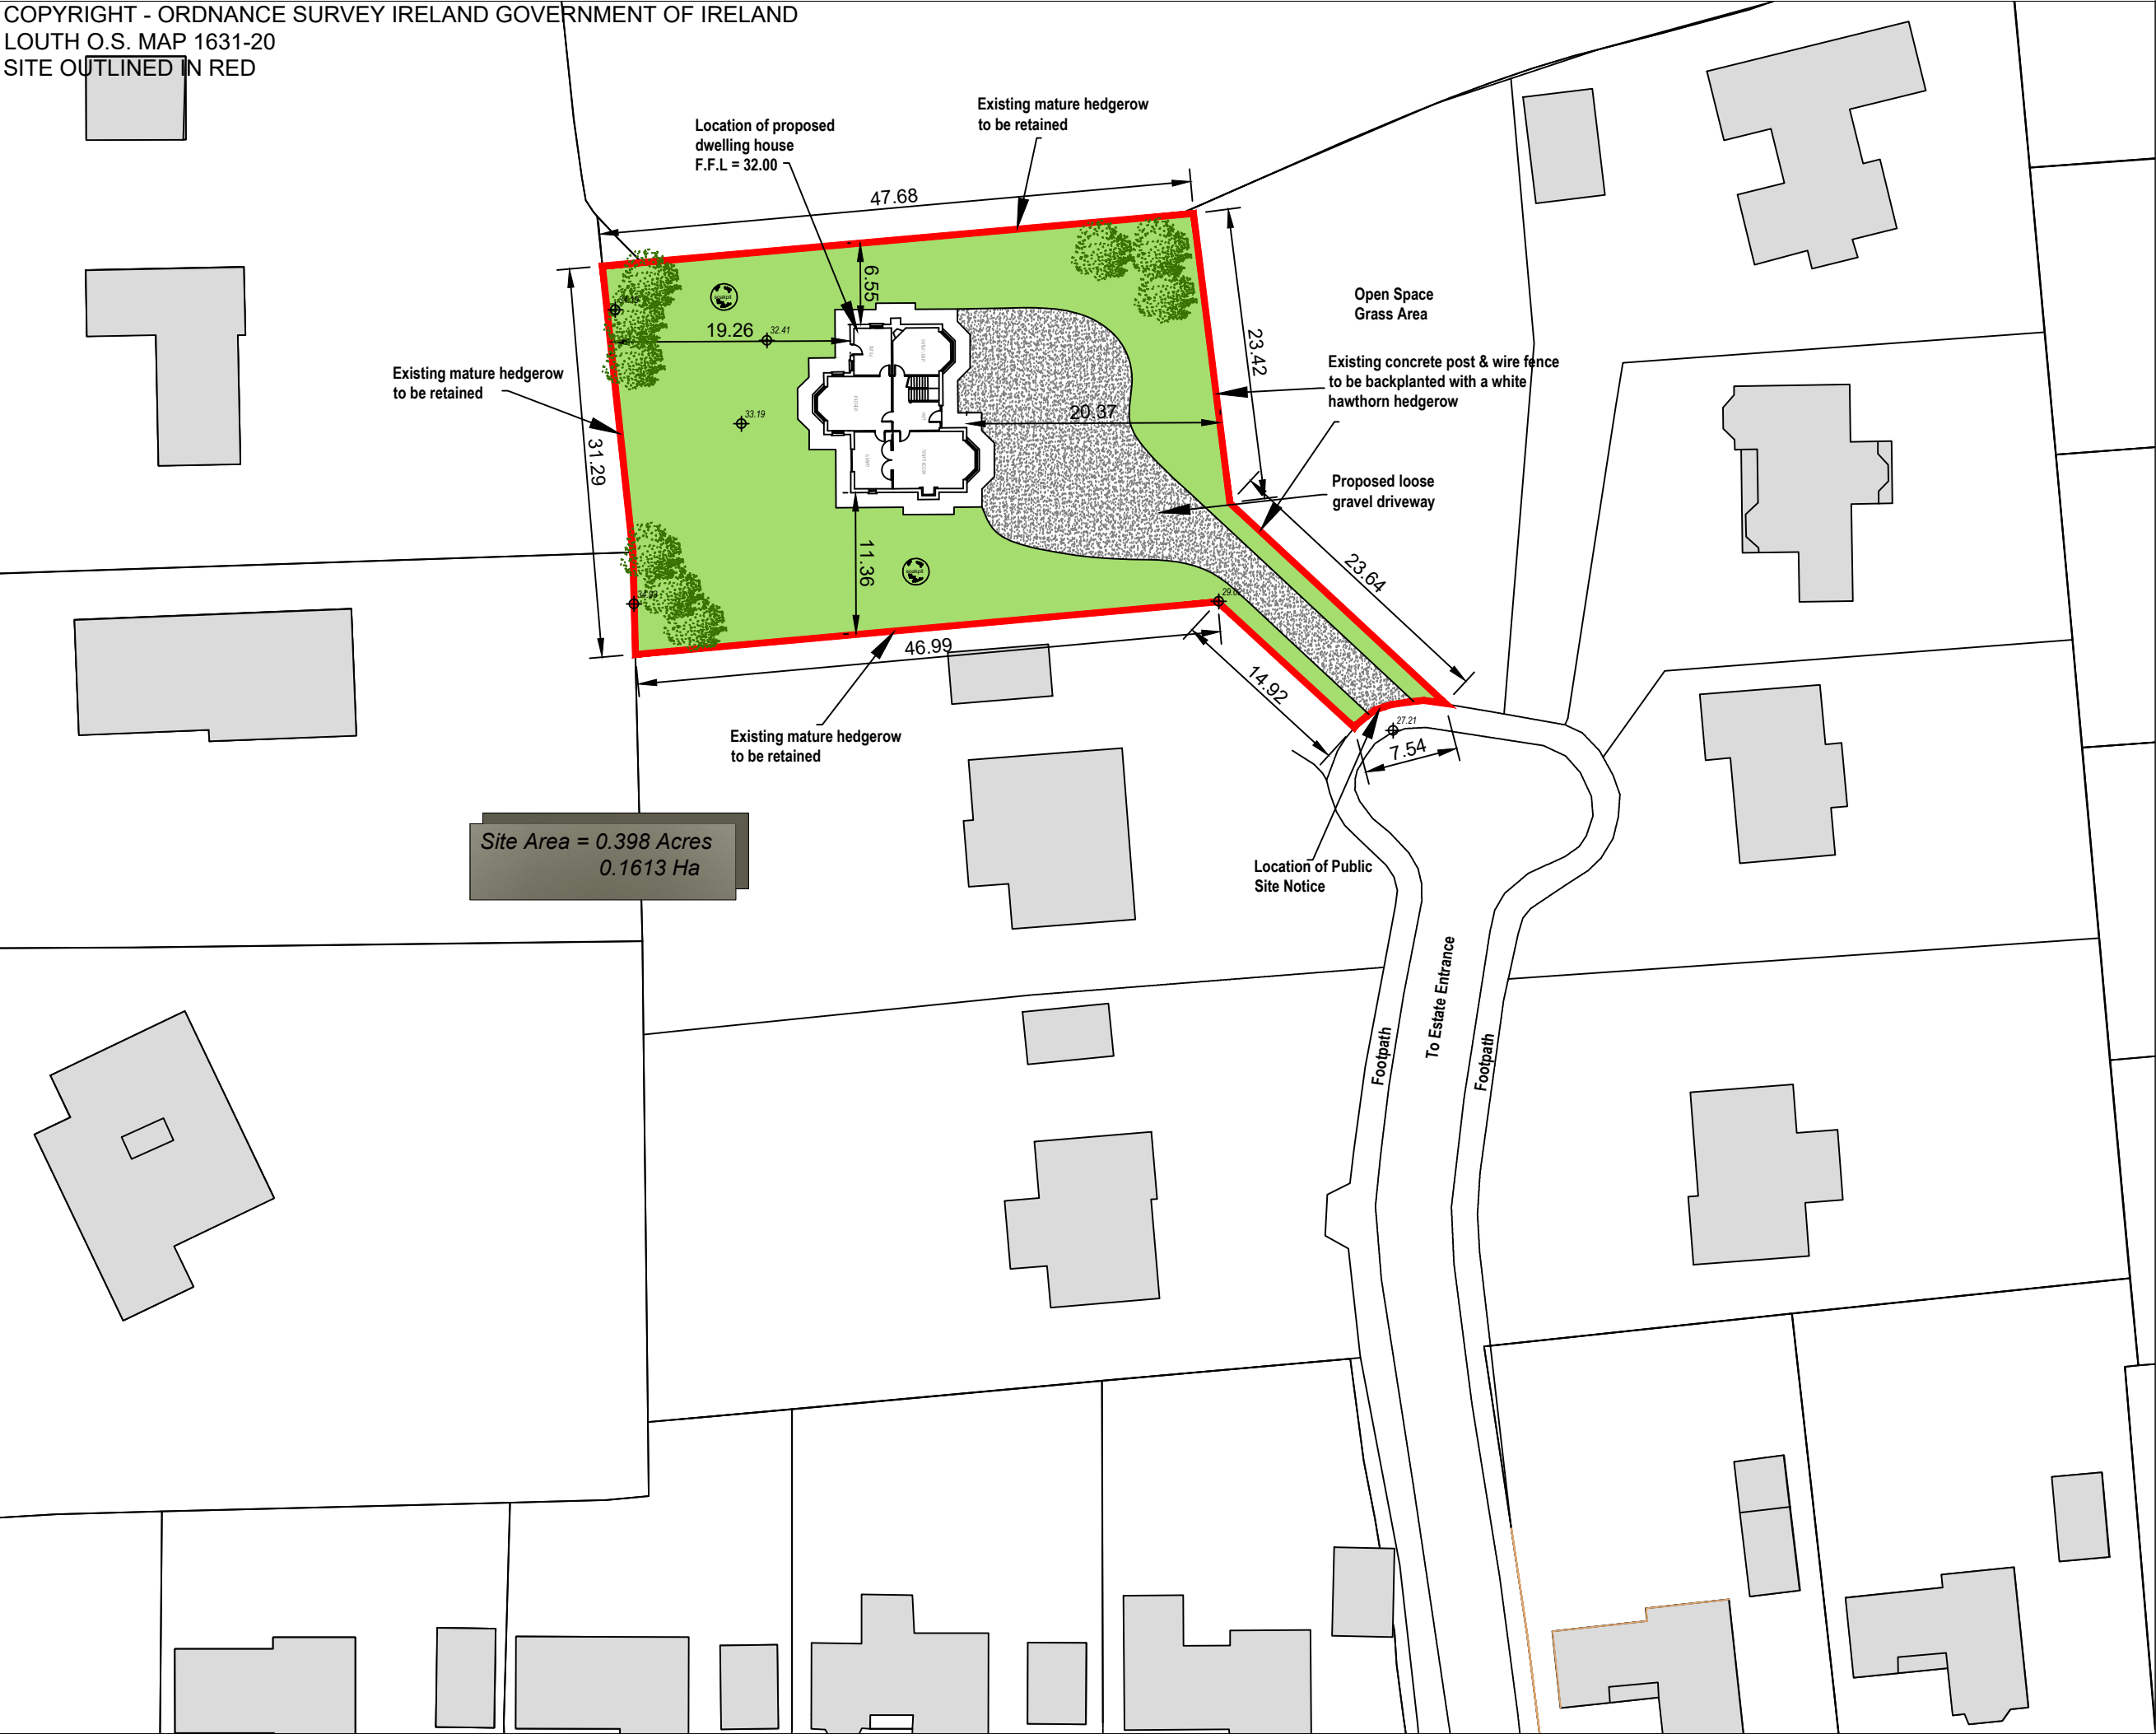 COPYRIGHT - ORDNANCE SURVEY IRELAND GOVERNMENT OF IRELAND
LOUTH O.S. MAP 1631-20
SITE OUTLINED IN RED
Existing mature hedgerow
to be retained
Location of proposed
dwelling house
F.F.L = 32.00
47.68
6.55
soakpit
19.26
32.41
Open Space
Grass Area
23.42
Existing concrete post & wire fence
to be backplanted with a white
hawthorn hedgerow
Existing mature hedgerow
to be retained
33.19
20.37
31.29
Proposed loose
gravel driveway
11.36
soakpit
23.64
46.99
14.92
27.21
7.54
Existing mature hedgerow
to be retained
Site Area = 0.398 Acres
0.1613 Ha
Location of Public
Site Notice
Footpath
To Estate Entrance
Footpath